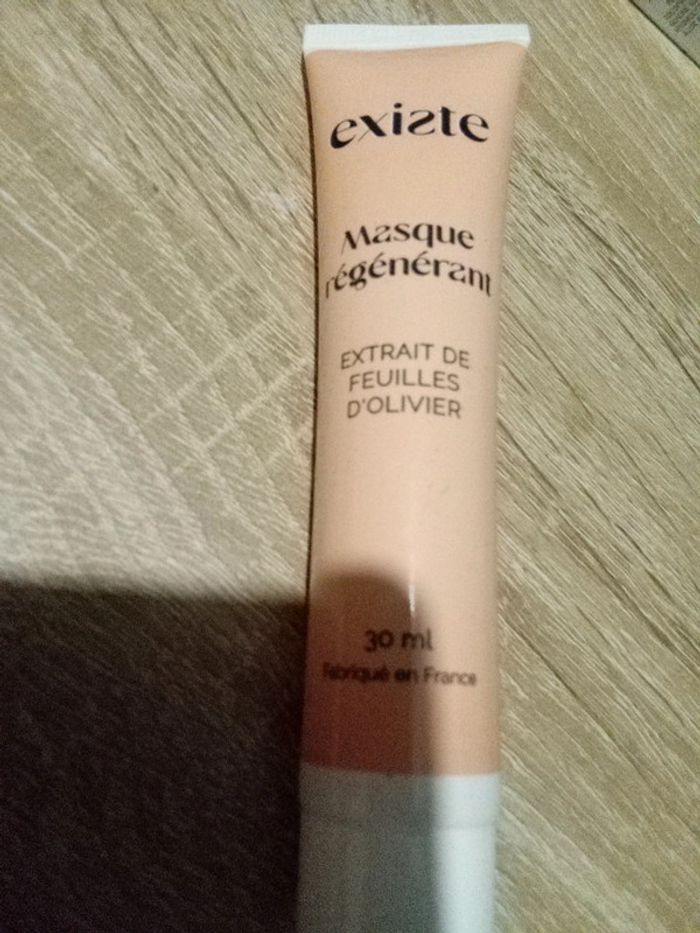 existe
Masque
régénérant
EXTRAIT DE
FEUILLES
D'OLIVIER
30 ml
Fabriqué en France